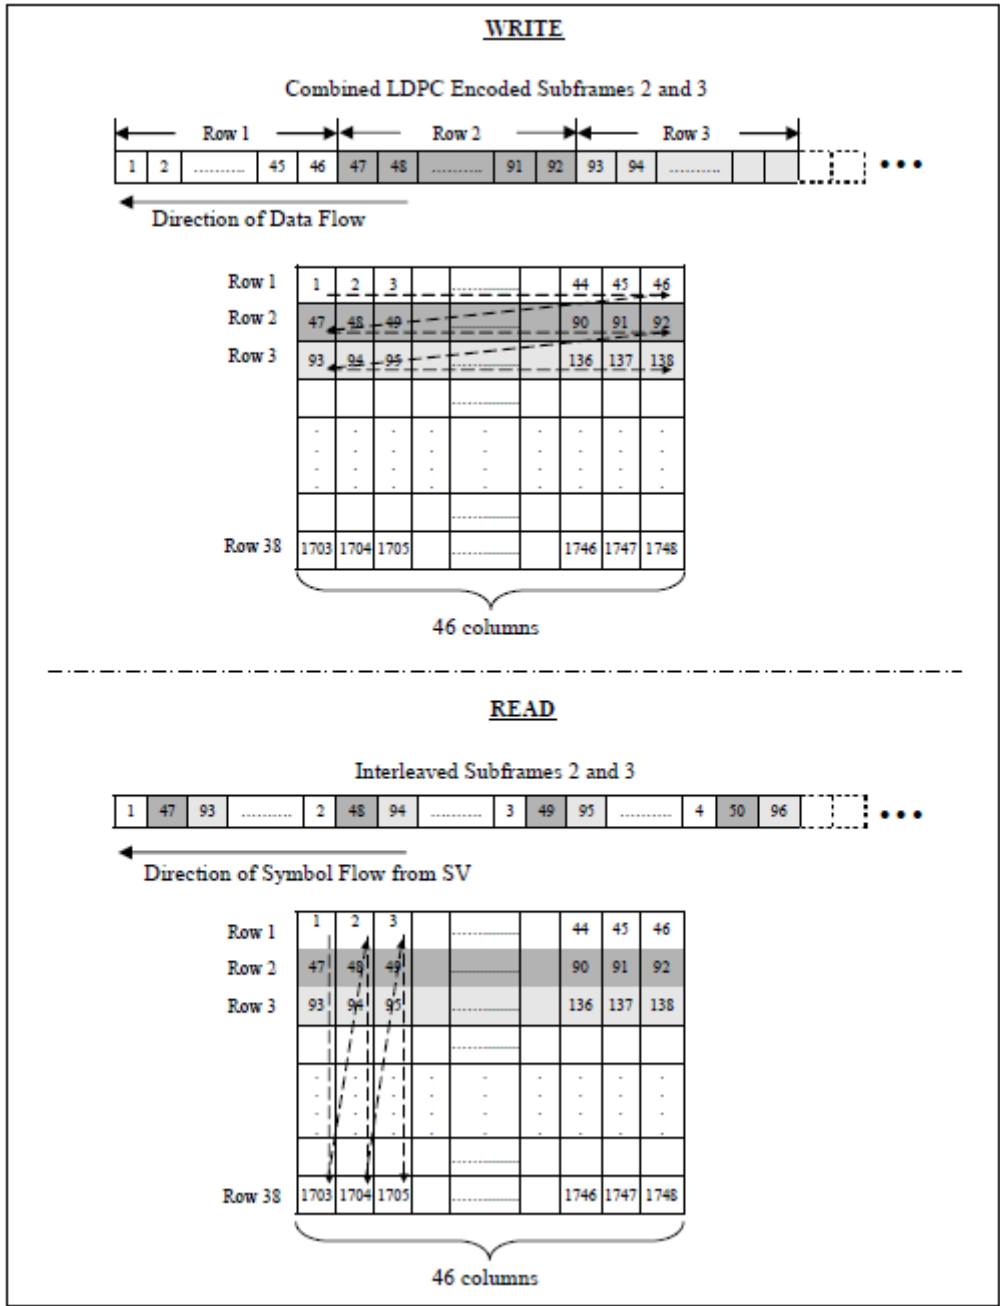 WRITE
Combined LDPC Encoded Subframes 2 and 3
Row 1 Row 2 Row 3
1 2 ........... 45 46 47 48 ........... 91 92 93 94 ...........
Direction of Data Flow
Row 1 1 2 3 ........... 44 45 46
Row 2 47 48 49 ........... 90 91 92
Row 3 93 94 95 ........... 136 137 138
...........
...........
Row 38 1703 1704 1705 ........... 1746 1747 1748
46 columns
READ
Interleaved Subframes 2 and 3
1 47 93 ........... 2 48 94 ........... 3 49 95 ........... 4 50 96
Direction of Symbol Flow from SV
Row 1 1 2 3 ........... 44 45 46
Row 2 47 48 49 ........... 90 91 92
Row 3 93 94 95 ........... 136 137 138
...........
...........
Row 38 1703 1704 1705 ........... 1746 1747 1748
46 columns